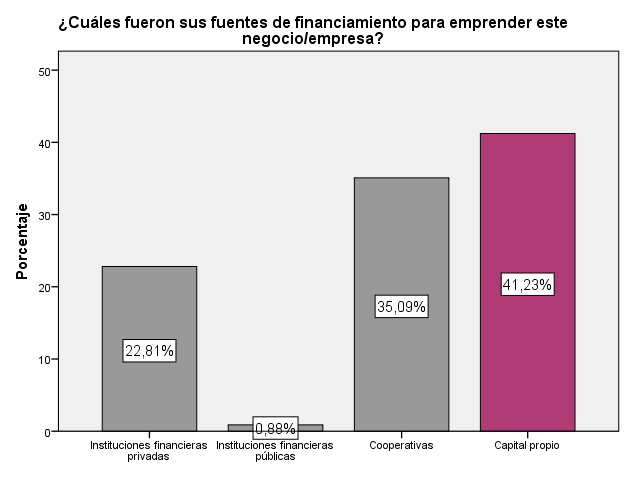 ¿Cuáles fueron sus fuentes de financiamiento para emprender este
negocio/empresa?
Porcentaje
50
40
30
20
10
0
22,81%
0,88%
35,09%
41,23%
Instituciones financieras
privadas
Instituciones financieras
públicas
Cooperativas
Capital propio